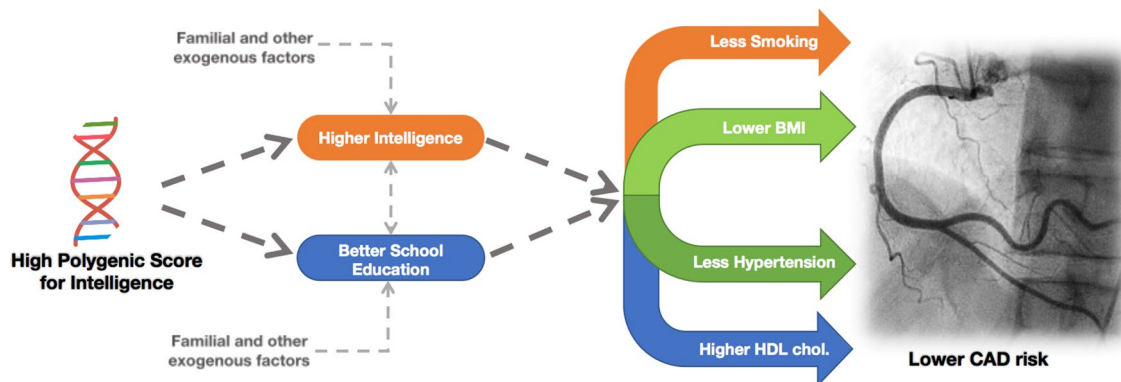 Familial and other
exogenous factors
High Polygenic Score
for Intelligence
Higher Intelligence
Better School
Education
Familial and other
exogenous factors
Less Smoking
Lower BMI
Less Hypertension
Higher HDL chol.
Lower CAD risk